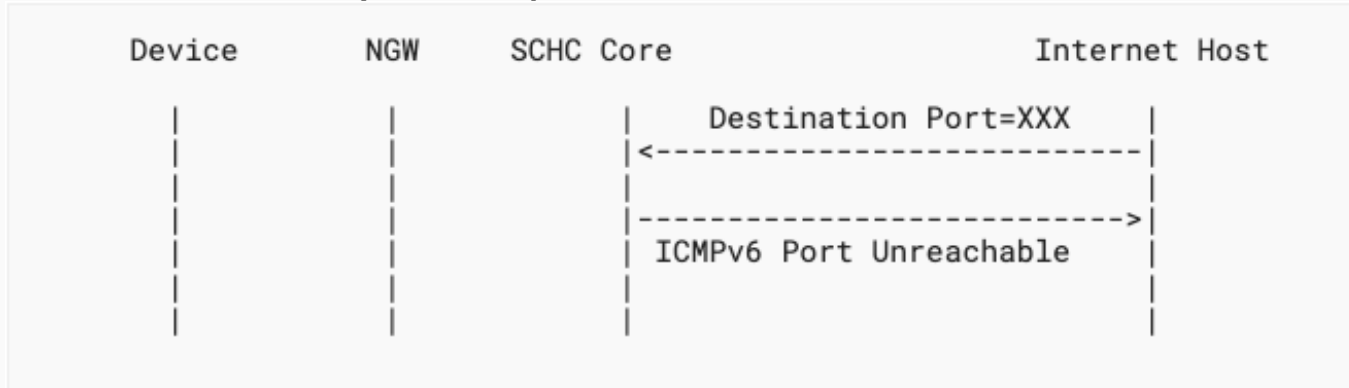 Device NGW SCHC Core Internet Host
| | | Destination Port=XXX |
| | |<---------------------------|
| | | |
| | |--------------------------->|
| | | ICMPv6 Port Unreachable |
| | | |
| | | |